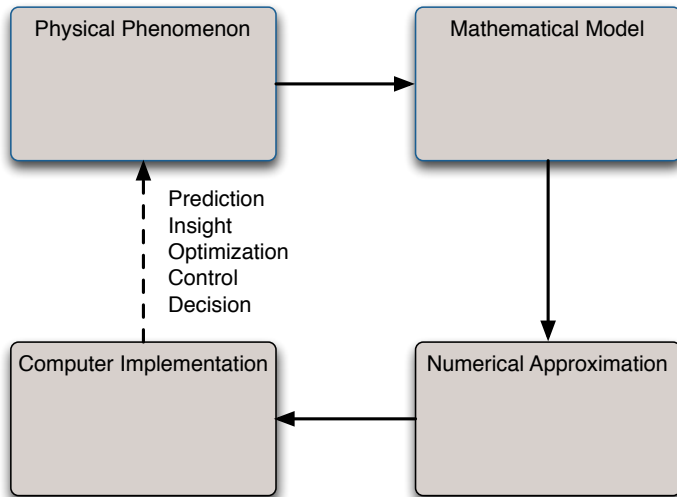 Physical Phenomenon
Mathematical Model
Prediction
Insight
Optimization
Control
Decision
Computer Implementation
Numerical Approximation